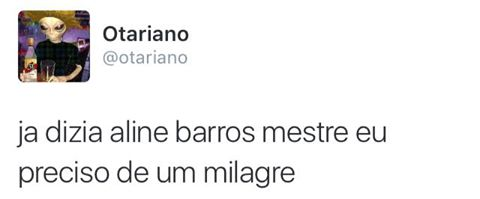 Otariano
@otariano
ja dizia aline barros mestre eu
preciso de um milagre